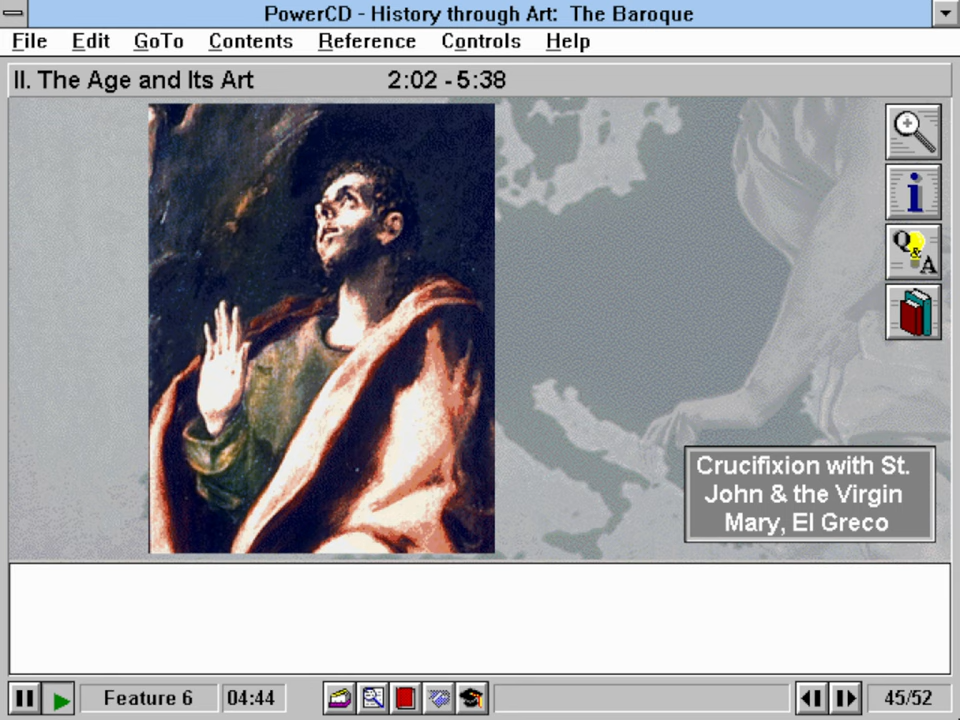 PowerCD - History through Art: The Baroque
File Edit GoTo Contents Reference Controls Help
II. The Age and Its Art 2:02 - 5:38
i
Q & A
Crucifixion with St.
John & the Virgin
Mary, El Greco
Feature 6 04:44 45/52